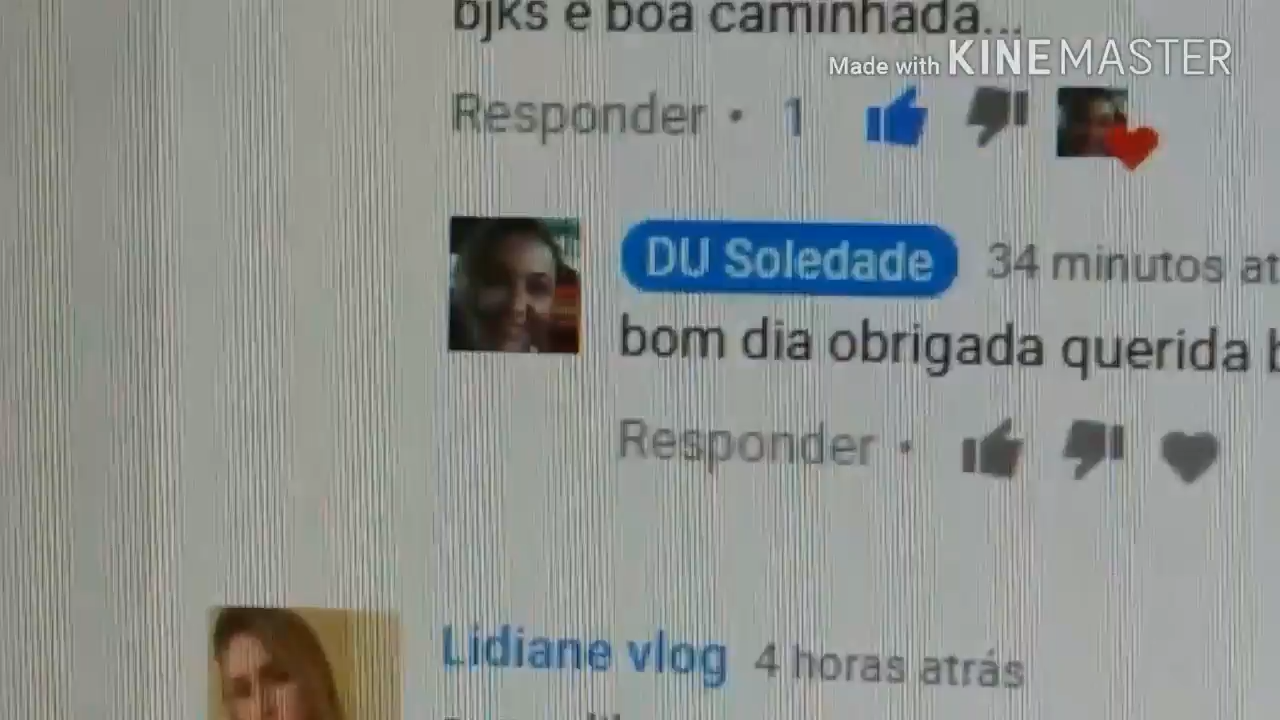 bjks e boa caminhada...
Made with KINEMASTER
Responder • 1
DU Soledade 34 minutos
bom dia obrigada querida
Responder •
Lidiane vlog 4 horas atrás